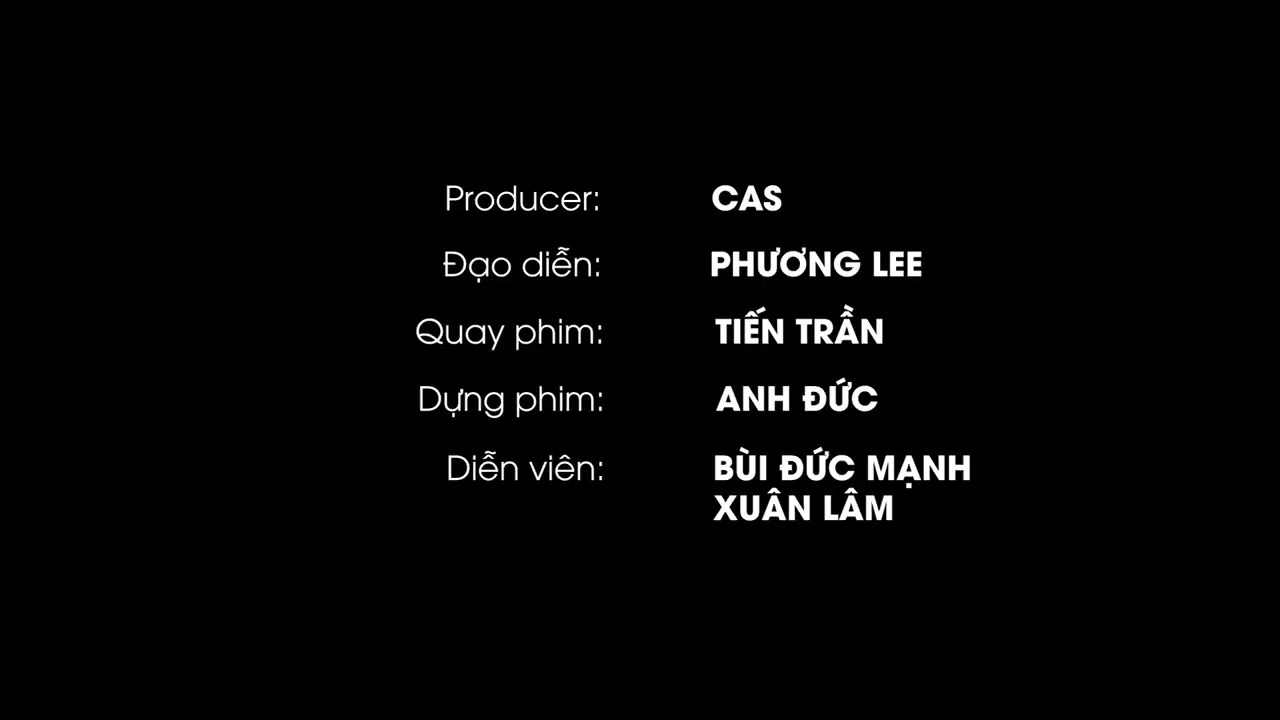 Producer: CAS
Đạo diễn: PHƯƠNG LEE
Quay phim: TIẾN TRẦN
Dựng phim: ANH ĐỨC
Diễn viên: BÙI ĐỨC MẠNH
XUÂN LÂM